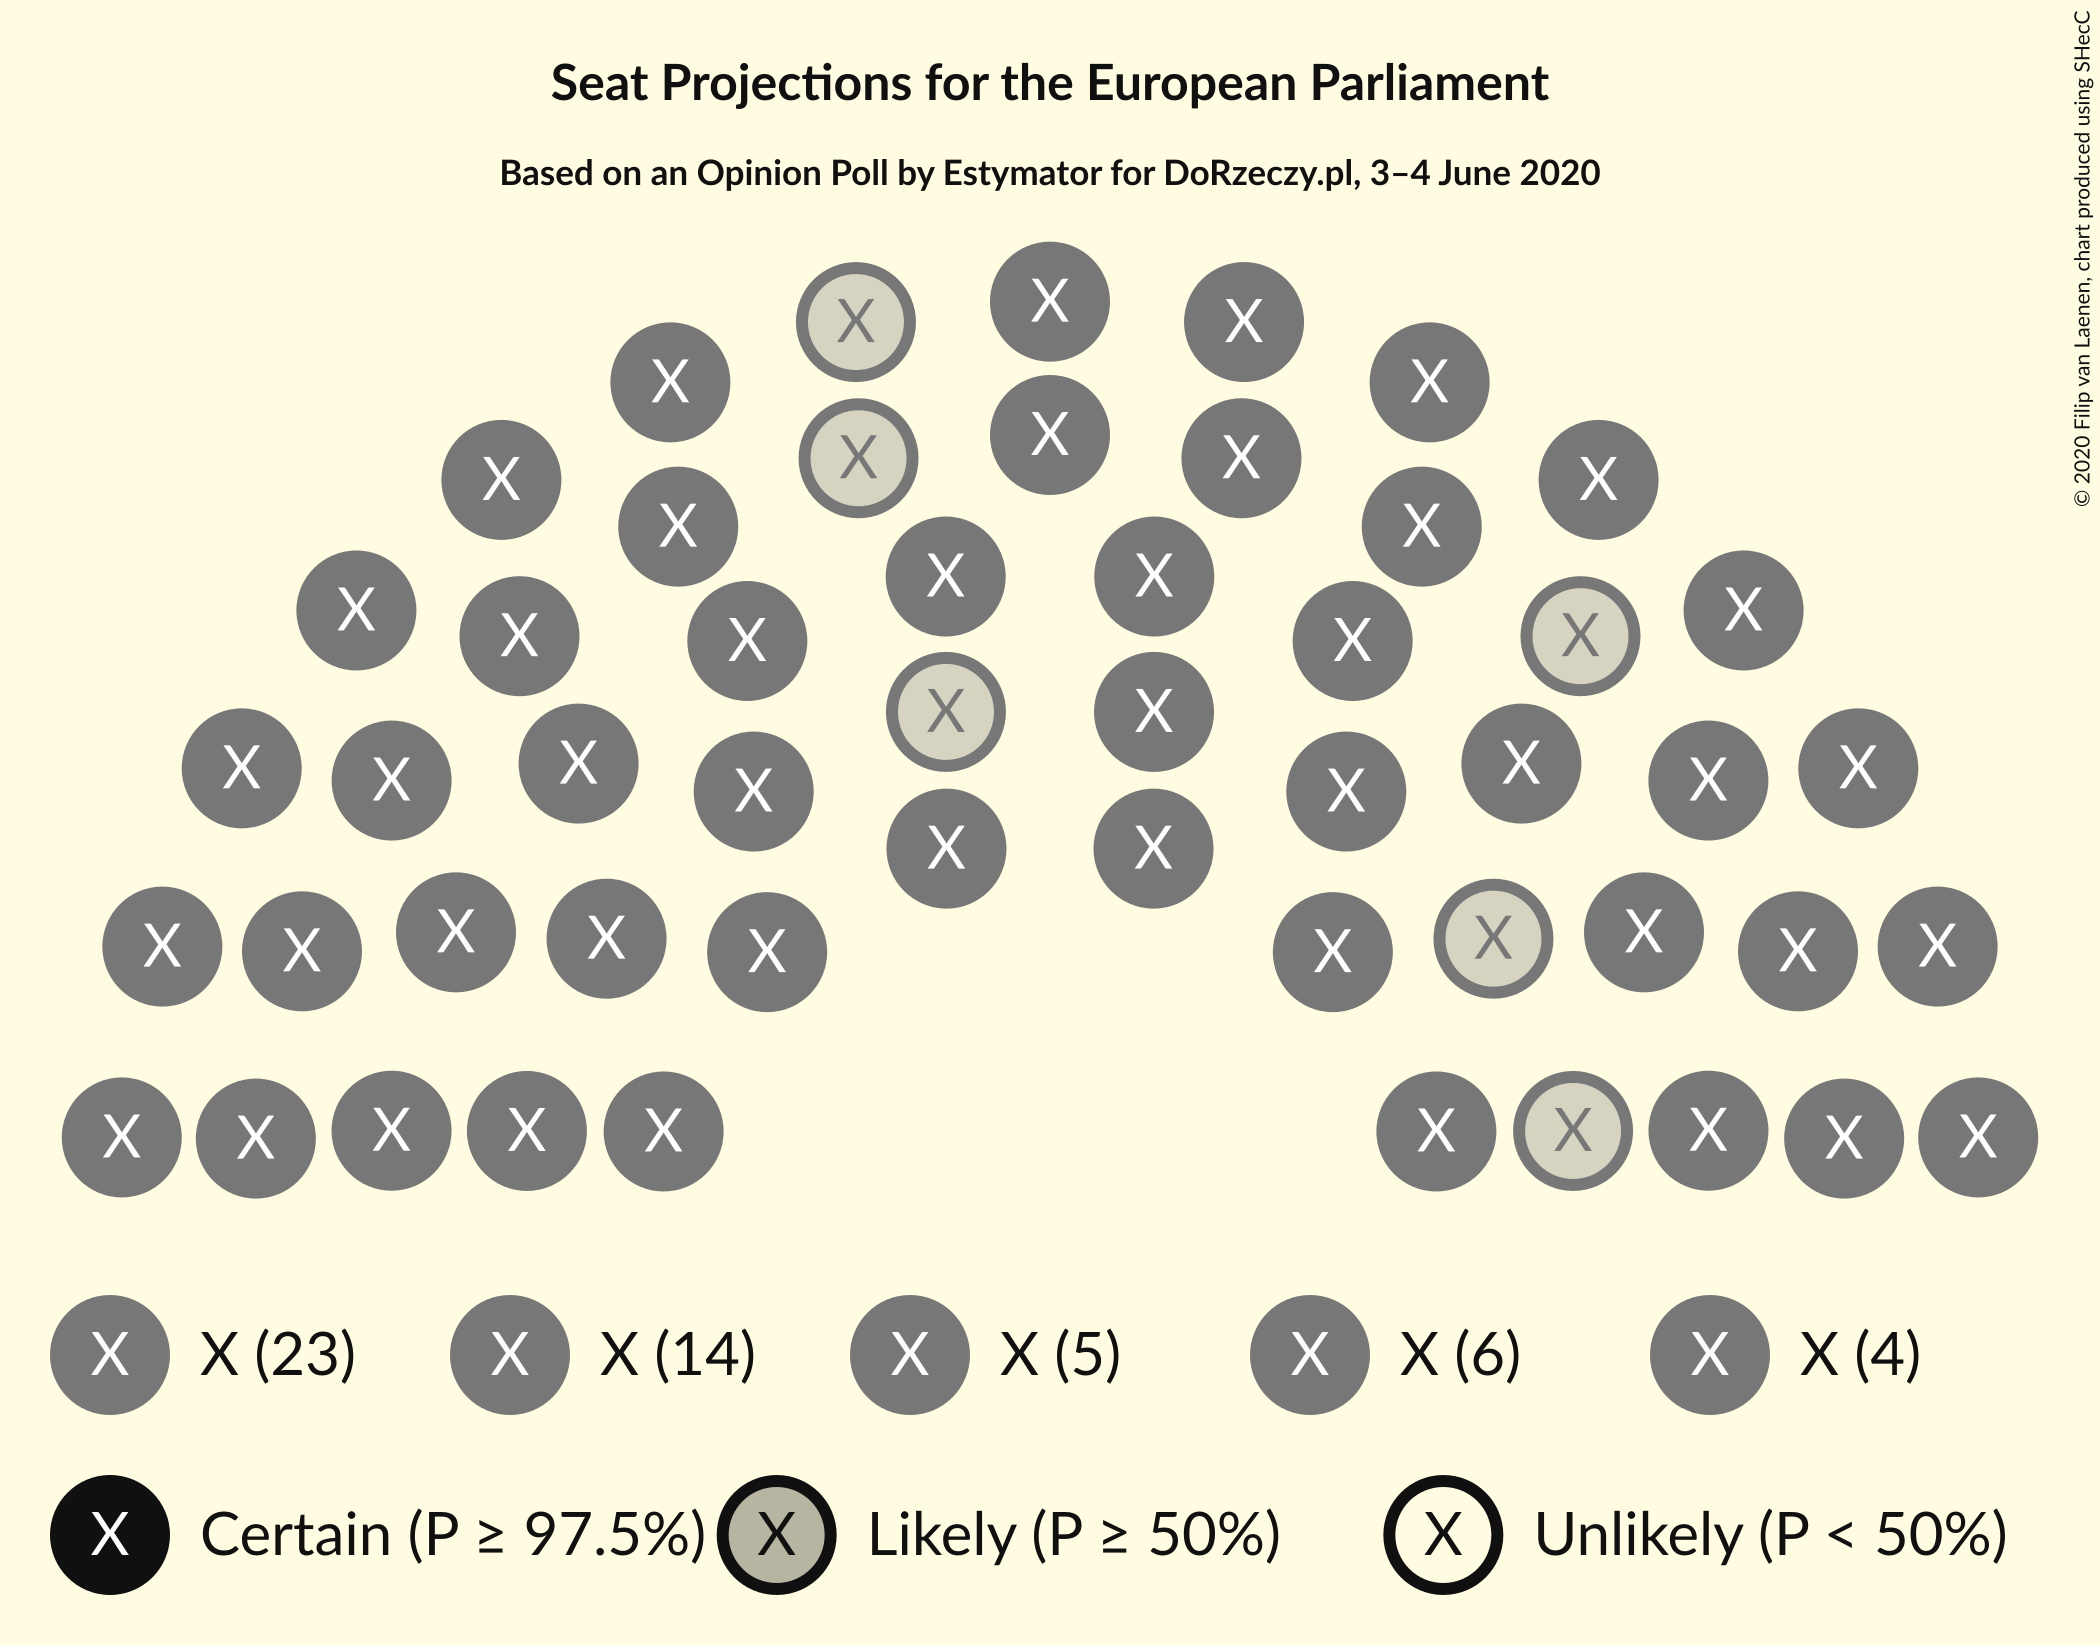 Seat Projections for the European Parliament
Based on an Opinion Poll by Estymator for DoRzeczy.pl, 3–4 June 2020
© 2020 Filip van Laenen, chart produced using SHecC
X X X X X
X X X X X
X X X X
X X X X
X X X X
X X X X X X
X X X X X X X X
X X X X X X X X X X
X X X X X X X X X X
X X (23) X X (14) X X (5) X X (6) X X (4)
X Certain (P ≥ 97.5%) X Likely (P ≥ 50%) X Unlikely (P < 50%)